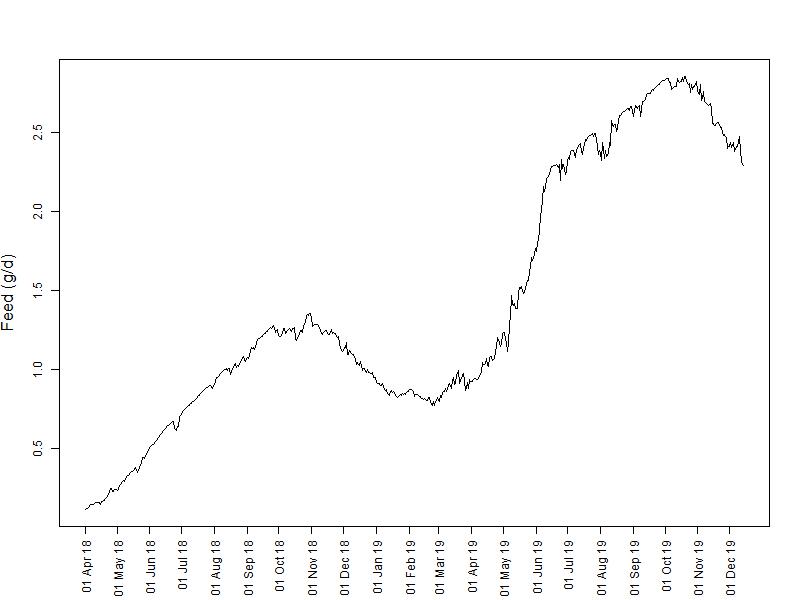 Feed (g/d)
2.5
2.0
1.5
1.0
0.5
01 Apr 18
01 May 18
01 Jun 18
01 Jul 18
01 Aug 18
01 Sep 18
01 Oct 18
01 Nov 18
01 Dec 18
01 Jan 19
01 Feb 19
01 Mar 19
01 Apr 19
01 May 19
01 Jun 19
01 Jul 19
01 Aug 19
01 Sep 19
01 Oct 19
01 Nov 19
01 Dec 19